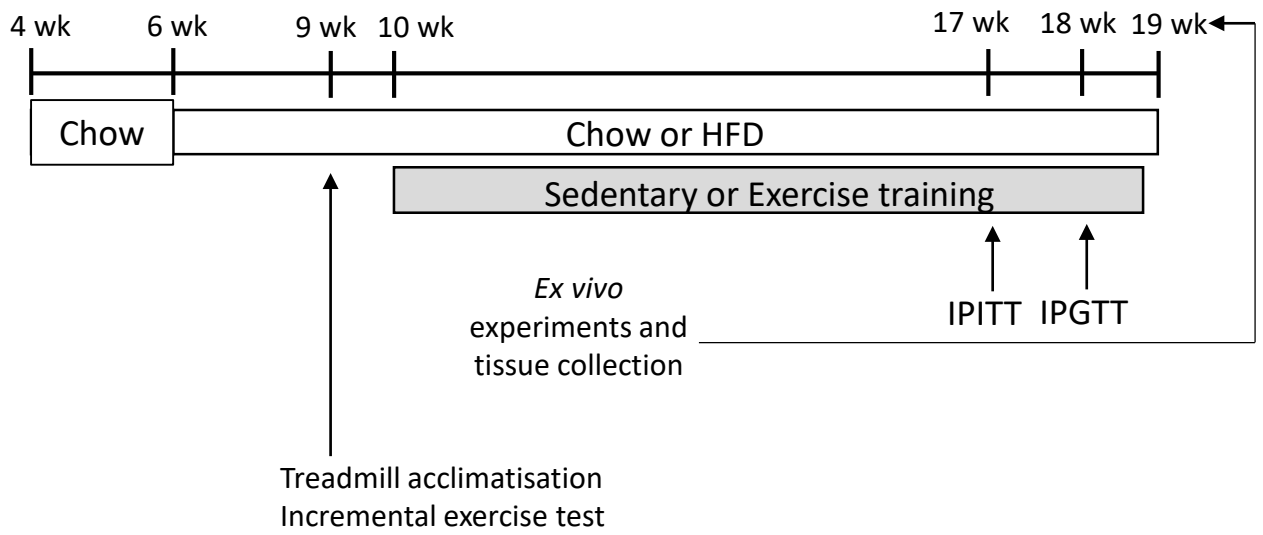 4 wk 6 wk 9 wk 10 wk 17 wk 18 wk 19 wk
Chow
Chow or HFD
Sedentary or Exercise training
Ex vivo
experiments and
tissue collection
IPITT IPGTT
Treadmill acclimatisation
Incremental exercise test